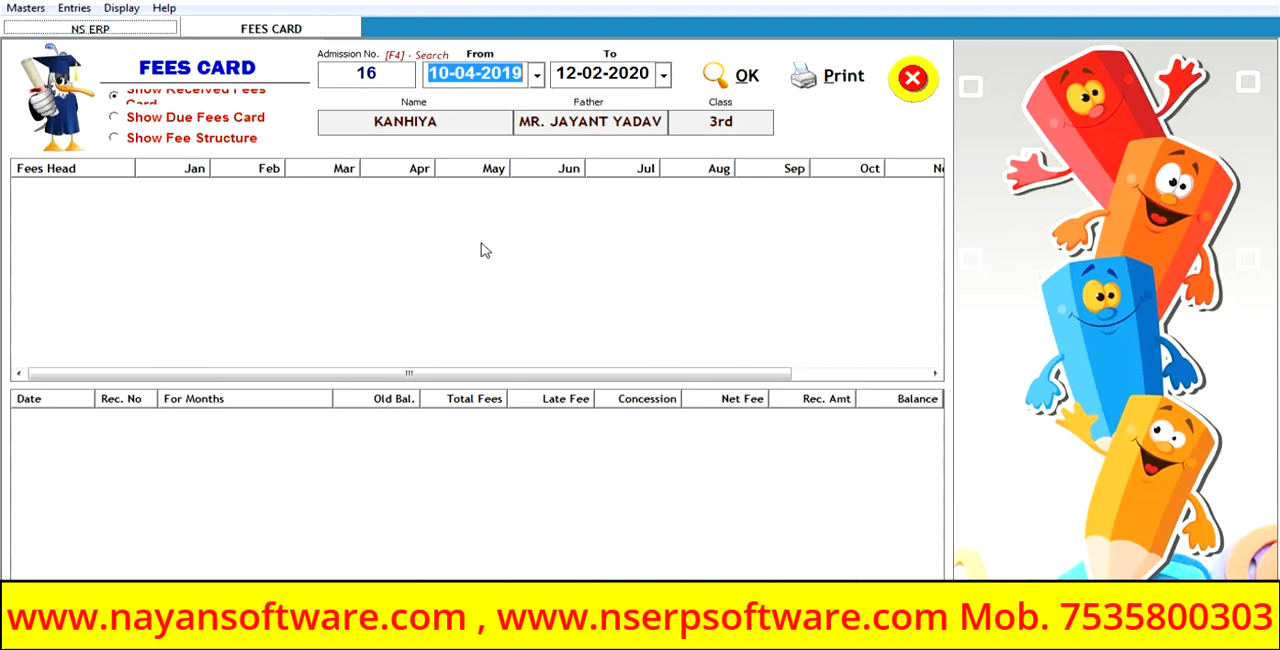 Masters Entries Display Help
NS ERP FEES CARD
FEES CARD
Show Received Fees Card
Show Due Fees Card
Show Fee Structure
Admission No. [F4] - Search From To
16 10-04-2019 12-02-2020 OK Print
Name Father Class
KANHIYA MR. JAYANT YADAV 3rd
Fees Head Jan Feb Mar Apr May Jun Jul Aug Sep Oct
Date Rec. No For Months Old Bal. Total Fees Late Fee Concession Net Fee Rec. Amt Balance
www.nayansoftware.com , www.nserpsoftware.com Mob. 7535800303